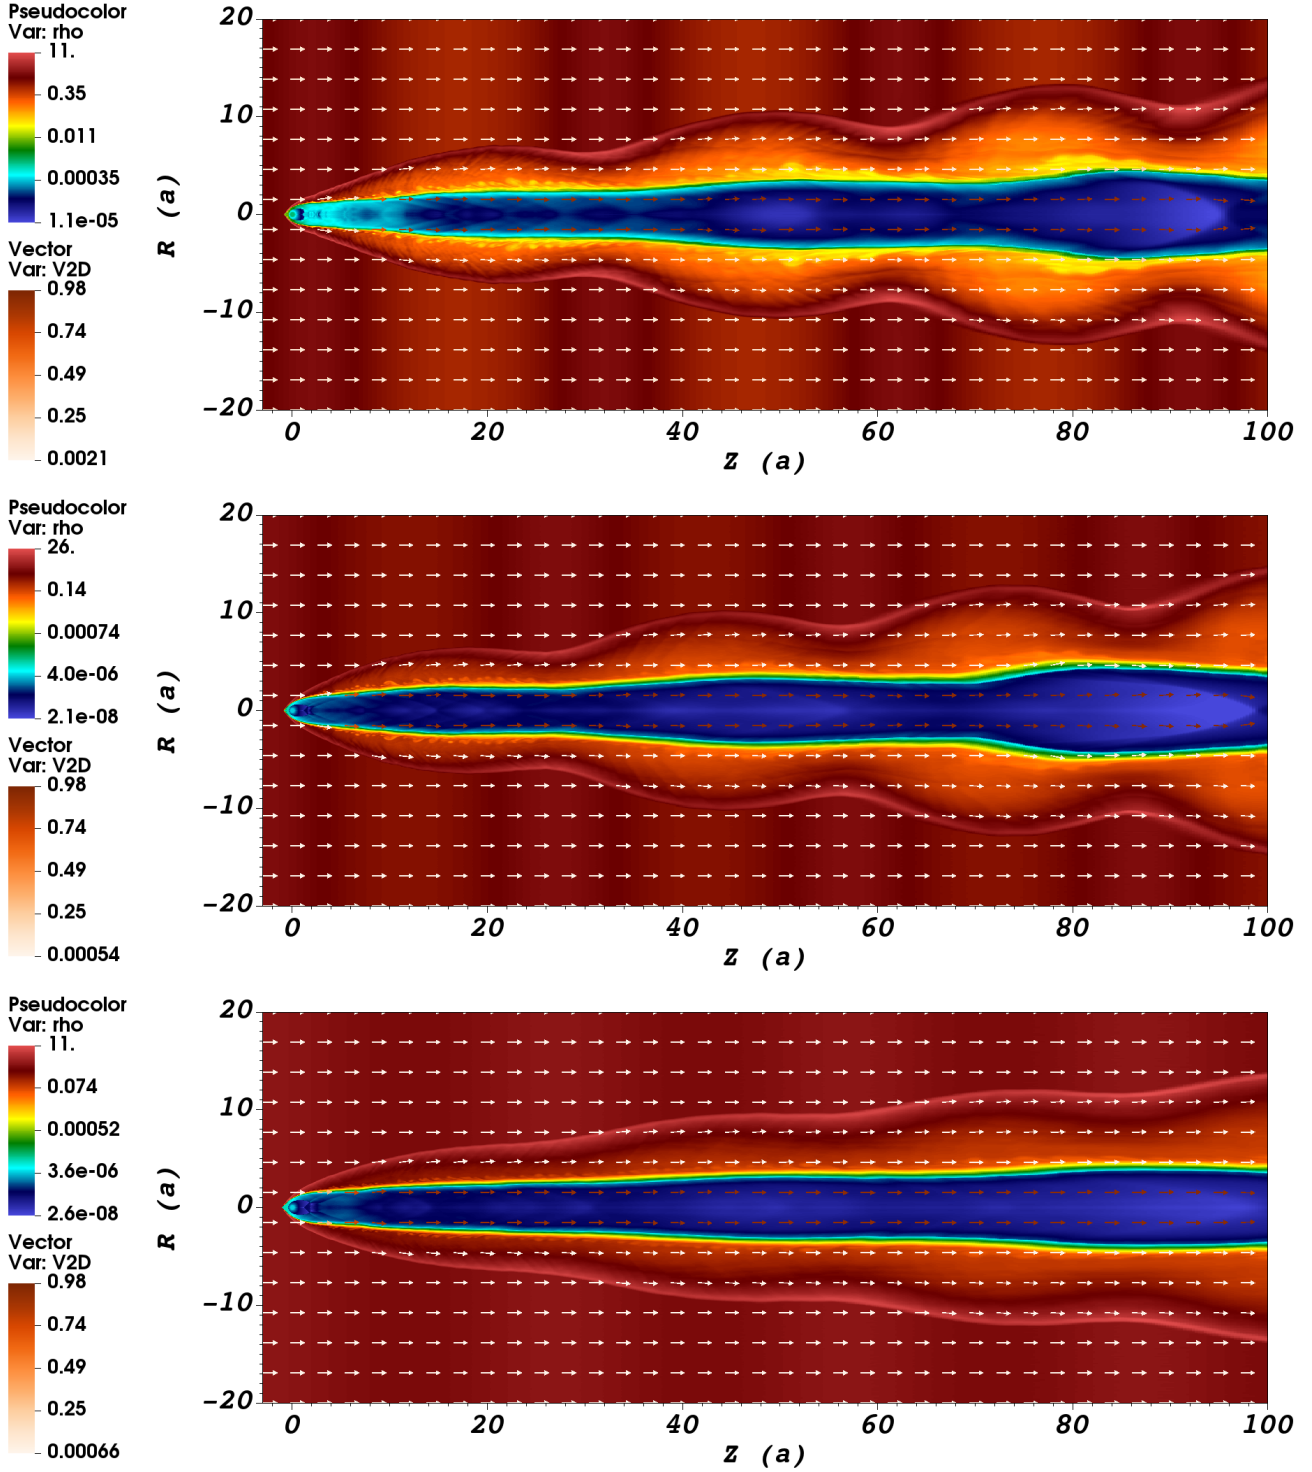 Pseudocolor
Var: rho
11.
0.35
0.011
0.00035
1.1e-05
Vector
Var: V2D
0.98
0.74
0.49
0.25
0.0021
20
10
0
-10
-20
R (a)
0 20 40 60 80 100
Z (a)
Pseudocolor
Var: rho
26.
0.14
0.00074
4.0e-06
2.1e-08
Vector
Var: V2D
0.98
0.74
0.49
0.25
0.00054
20
10
0
-10
-20
R (a)
0 20 40 60 80 100
Z (a)
Pseudocolor
Var: rho
11.
0.074
0.00052
3.6e-06
2.6e-08
Vector
Var: V2D
0.98
0.74
0.49
0.25
0.00066
20
10
0
-10
-20
R (a)
0 20 40 60 80 100
Z (a)